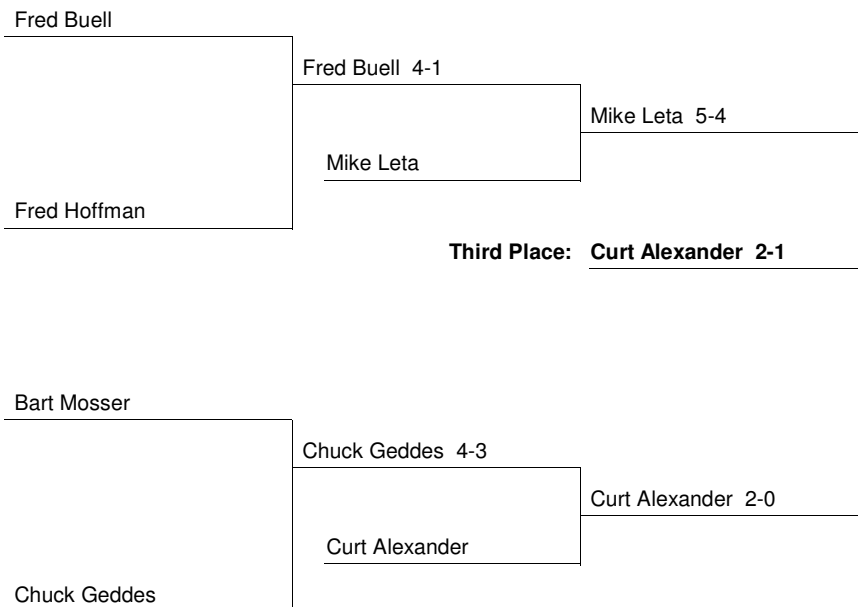 Fred Buell
Fred Buell 4-1
Mike Leta 5-4
Mike Leta
Fred Hoffman
Third Place: Curt Alexander 2-1
Bart Mosser
Chuck Geddes 4-3
Curt Alexander 2-0
Curt Alexander
Chuck Geddes